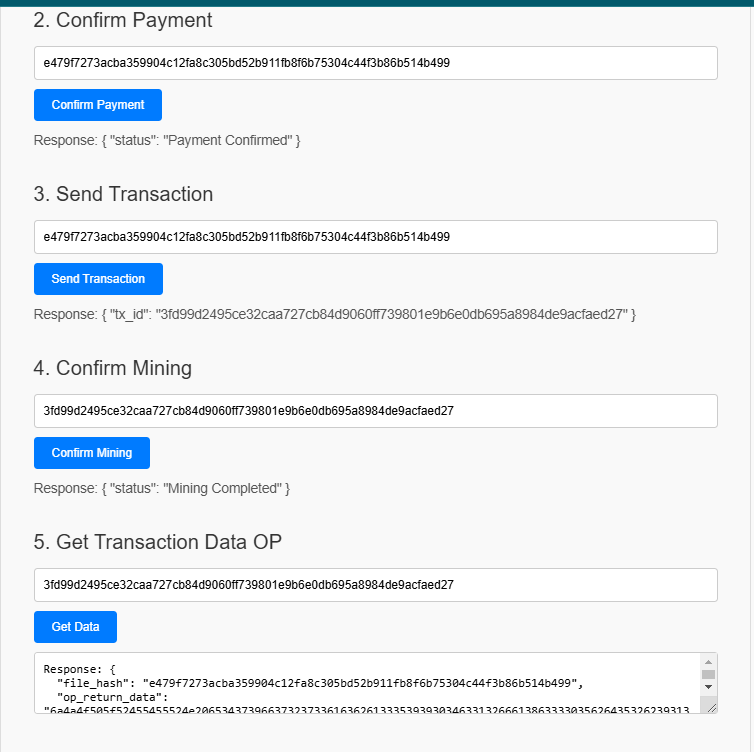 2. Confirm Payment
e479f7273acba359904c12fa8c305bd52b911fb8f6b75304c44f3b86b514b499
Confirm Payment
Response: { "status": "Payment Confirmed" }
3. Send Transaction
e479f7273acba359904c12fa8c305bd52b911fb8f6b75304c44f3b86b514b499
Send Transaction
Response: { "tx_id": "3fd99d2495ce32caa727cb84d9060ff739801e9b6e0db695a8984de9acfaed27" }
4. Confirm Mining
3fd99d2495ce32caa727cb84d9060ff739801e9b6e0db695a8984de9acfaed27
Confirm Mining
Response: { "status": "Mining Completed" }
5. Get Transaction Data OP
3fd99d2495ce32caa727cb84d9060ff739801e9b6e0db695a8984de9acfaed27
Get Data
Response: {
"file_hash": "e479f7273acba359904c12fa8c305bd52b911fb8f6b75304c44f3b86b514b499",
"op_return_data":